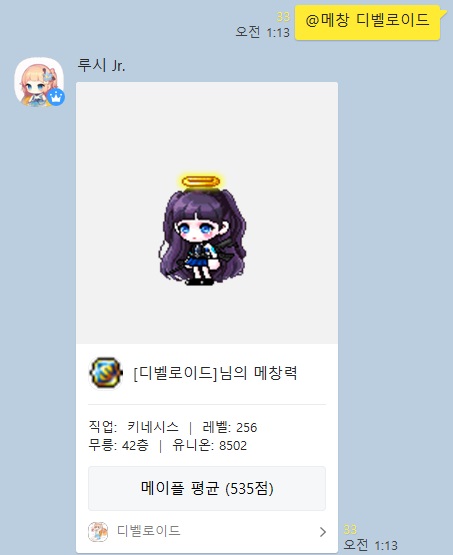 33
오전 1:13
@메창 디벨로이드
루시 Jr.
[디벨로이드]님의 메창력
직업: 키네시스 | 레벨: 256
무릉: 42층 | 유니온: 8502
메이플 평균 (535점)
디벨로이드
33
오전 1:13